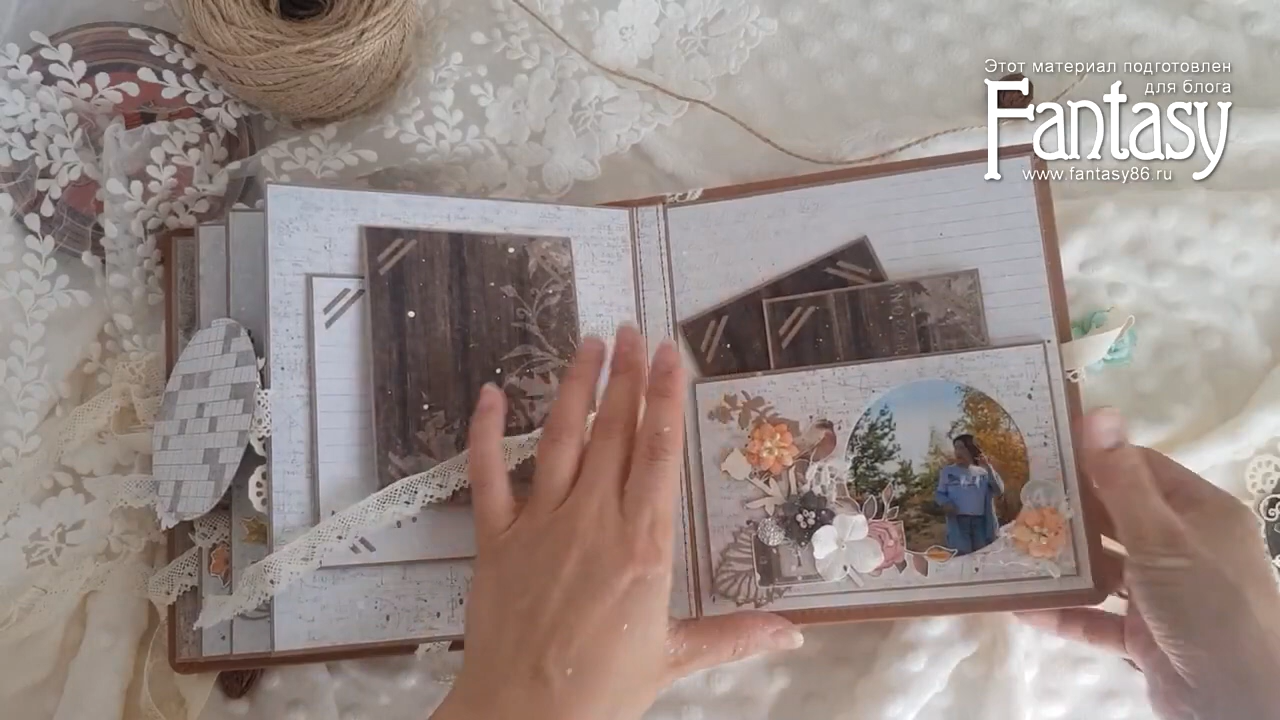 Этот материал подготовлен
для блога
Fantasy
www.fantasy86.ru